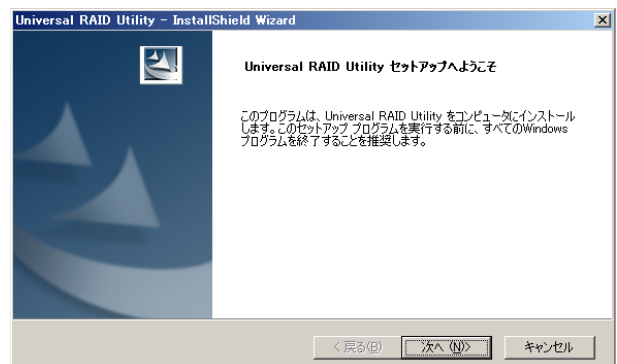 Universal RAID Utility - InstallShield Wizard
Universal RAID Utility セットアップへようこそ
このプログラムは、Universal RAID Utility をコンピュータにインストール
します。このセットアップ プログラムを実行する前に、すべてのWindows
プログラムを終了することを推奨します。
< 戻る(B)
次へ (N)>
キャンセル